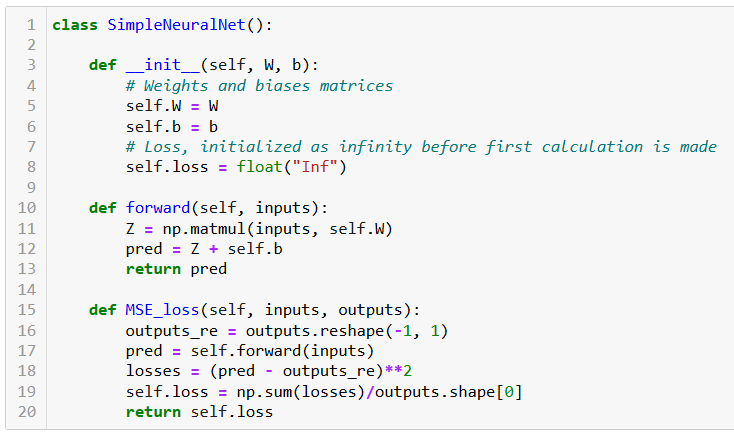 1 class SimpleNeuralNet():
2
3     def __init__(self, W, b):
4         # Weights and biases matrices
5         self.W = W
6         self.b = b
7         # Loss, initialized as infinity before first calculation is made
8         self.loss = float("Inf")
9
10     def forward(self, inputs):
11         Z = np.matmul(inputs, self.W)
12         pred = Z + self.b
13         return pred
14
15     def MSE_loss(self, inputs, outputs):
16         outputs_re = outputs.reshape(-1, 1)
17         pred = self.forward(inputs)
18         losses = (pred - outputs_re)**2
19         self.loss = np.sum(losses)/outputs.shape[0]
20         return self.loss